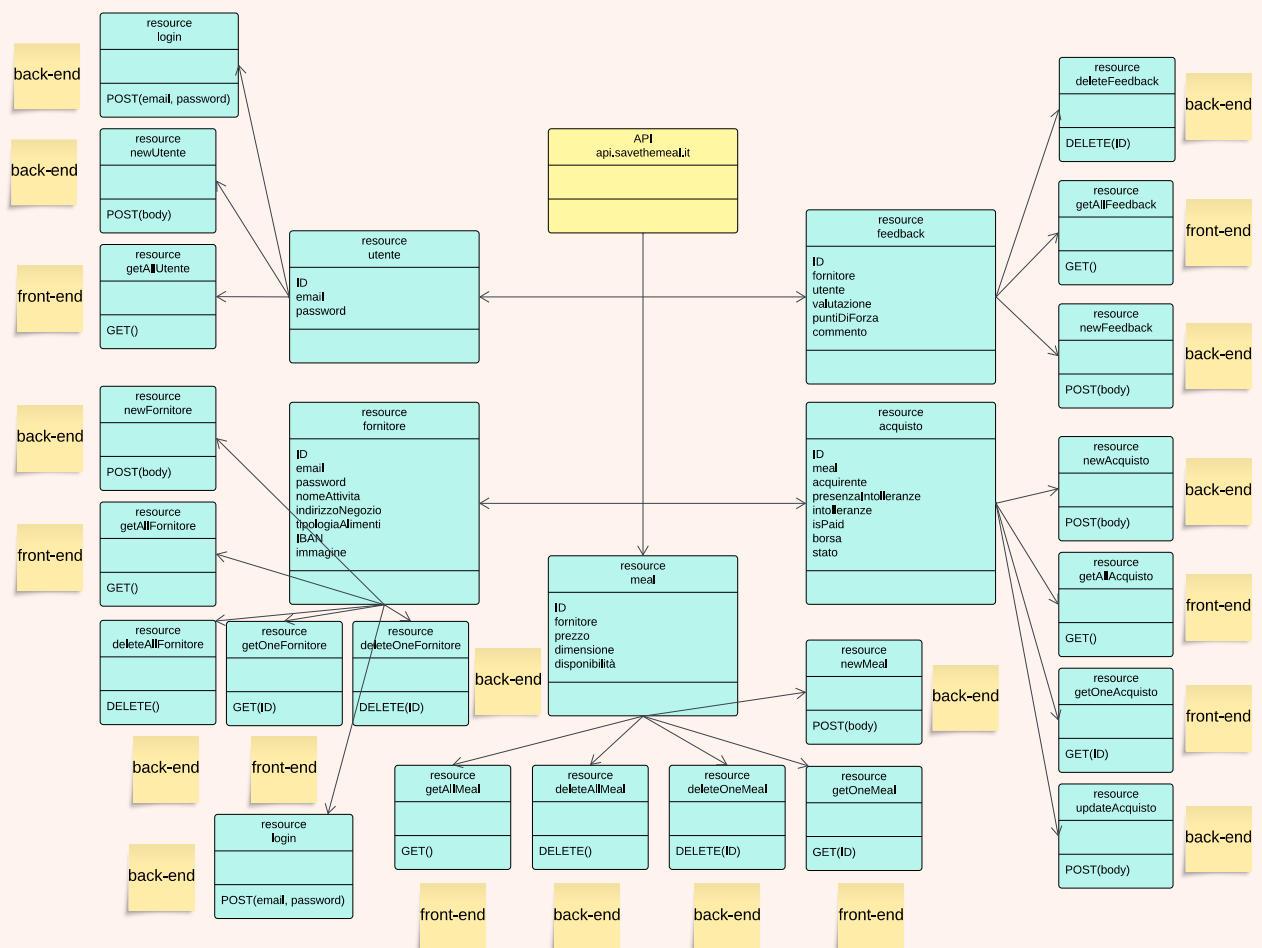 resource
login
POST(email, password)
back-end
resource
newUtente
POST(body)
back-end
resource
getAllUtente
GET()
front-end
resource
utente
ID
email
password
API
api.savethemeal.it
resource
feedback
ID
fornitore
utente
valutazione
puntiDiForza
commento
resource
deleteFeedback
DELETE(ID)
back-end
resource
getAllFeedback
GET()
front-end
resource
newFeedback
POST(body)
back-end
resource
newFornitore
POST(body)
back-end
resource
getAllFornitore
GET()
front-end
resource
fornitore
ID
email
password
nomeAttivita
indirizzoNegozio
tipologiaAlimenti
IBAN
immagine
resource
acquisto
ID
meal
acquirente
presenzaIntolleranze
intolleranze
isPaid
borsa
stato
resource
newAcquisto
POST(body)
back-end
resource
getAllAcquisto
GET()
front-end
resource
getOneAcquisto
GET(ID)
front-end
resource
updateAcquisto
POST(body)
back-end
resource
deleteAllFornitore
DELETE()
back-end
resource
getOneFornitore
GET(ID)
front-end
resource
deleteOneFornitore
DELETE(ID)
back-end
resource
meal
ID
fornitore
prezzo
dimensione
disponibilità
resource
newMeal
POST(body)
back-end
resource
login
POST(email, password)
back-end
resource
getAllMeal
GET()
front-end
resource
deleteAllMeal
DELETE()
back-end
resource
deleteOneMeal
DELETE(ID)
back-end
resource
getOneMeal
GET(ID)
front-end